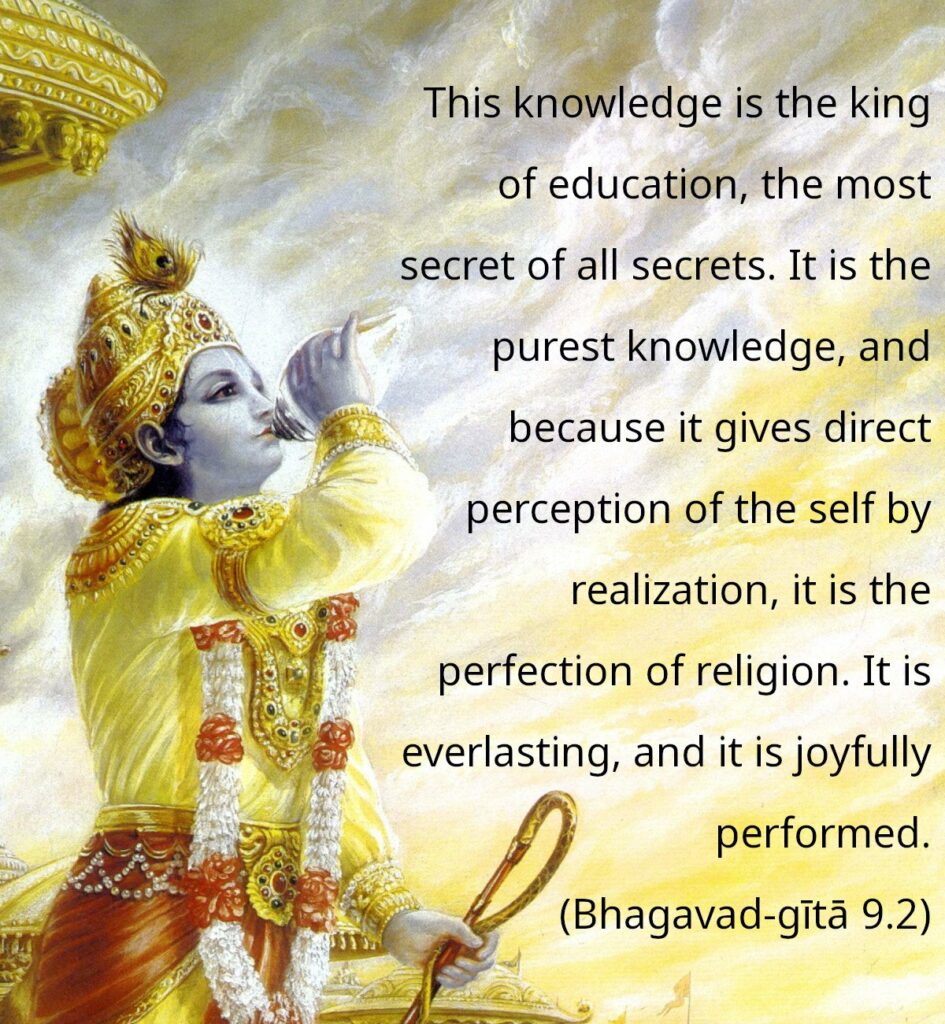 This knowledge is the king
of education, the most
secret of all secrets. It is the
purest knowledge, and
because it gives direct
perception of the self by
realization, it is the
perfection of religion. It is
everlasting, and it is joyfully
performed.
(Bhagavad-gītā 9.2)